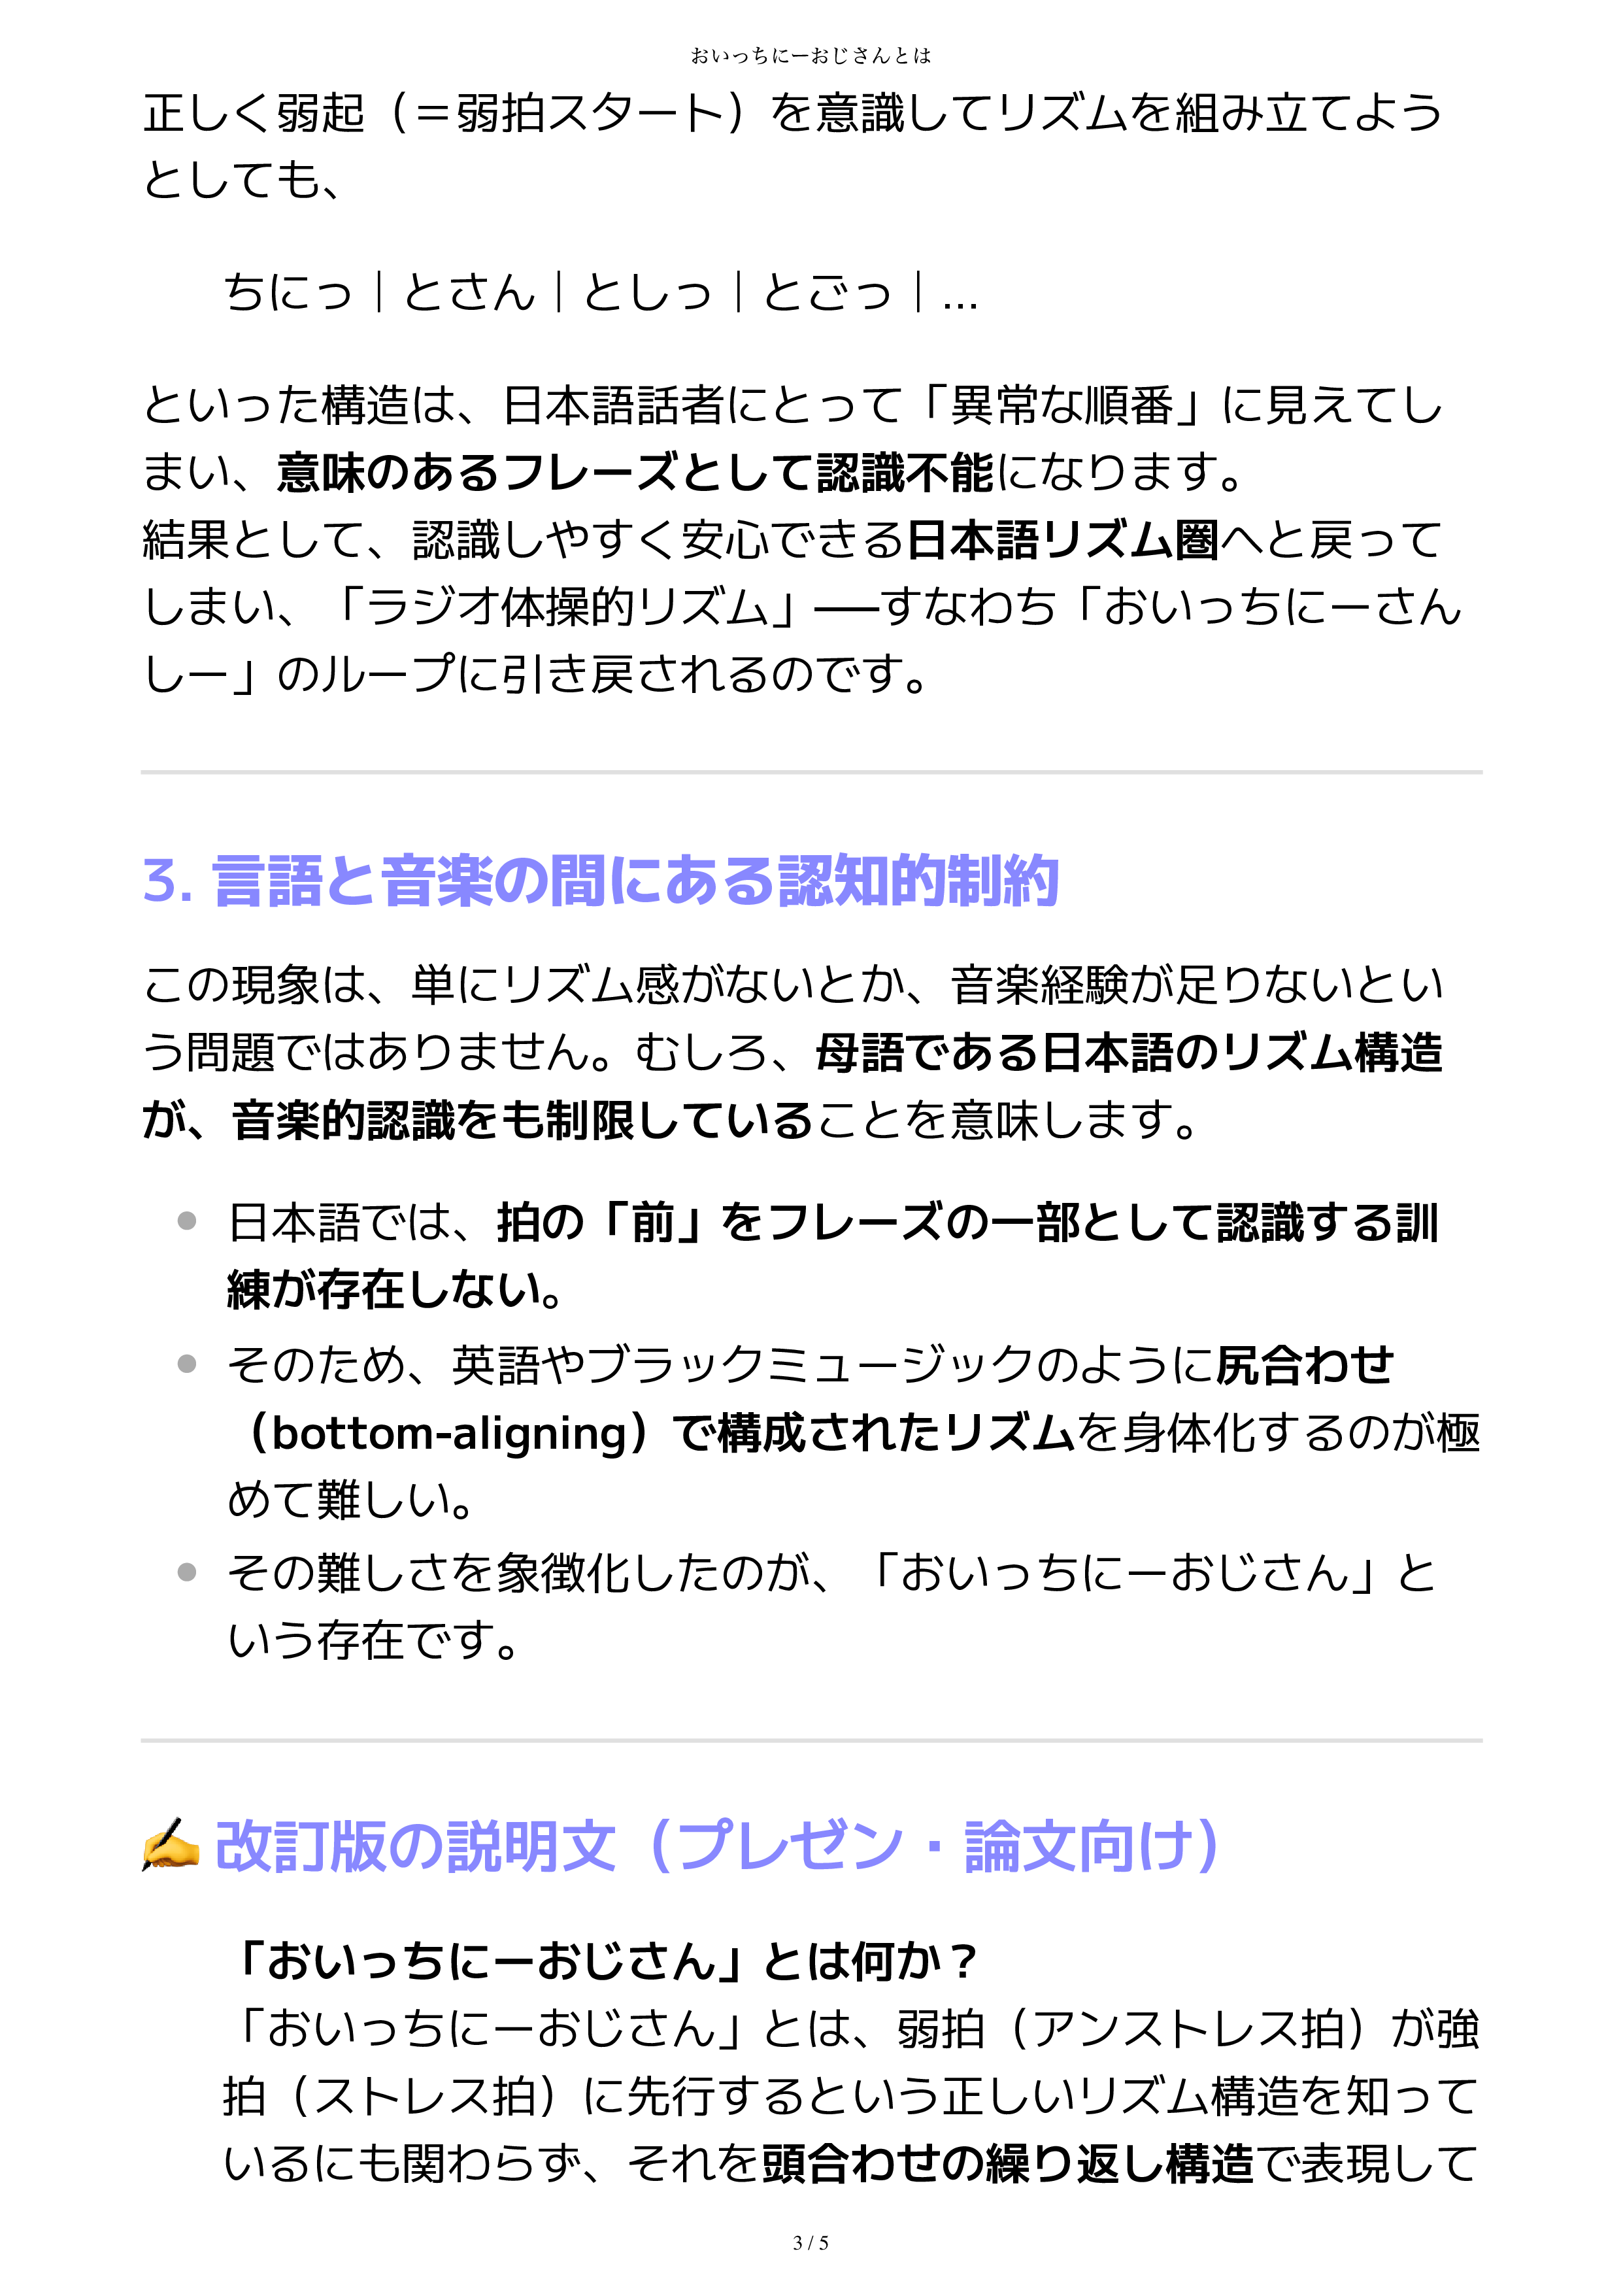 おいっちにーおじさんとは
正しく弱起（＝弱拍スタート）を意識してリズムを組み立てよう
としても、
ちにっ｜とさん｜としっ｜とごっ｜...
といった構造は、日本語話者にとって「異常な順番」に見えてし
まい、意味のあるフレーズとして認識不能になります。
結果として、認識しやすく安心できる日本語リズム圏へと戻って
しまい、「ラジオ体操的リズム」──すなわち「おいっちにーさん
しー」のループに引き戻されるのです。
3. 言語と音楽の間にある認知的制約
この現象は、単にリズム感がないとか、音楽経験が足りないとい
う問題ではありません。むしろ、母語である日本語のリズム構造
が、音楽的認識をも制限していることを意味します。
● 日本語では、拍の「前」をフレーズの一部として認識する訓
練が存在しない。
● そのため、英語やブラックミュージックのように尻合わせ
（bottom-aligning）で構成されたリズムを身体化するのが極
めて難しい。
● その難しさを象徴化したのが、「おいっちにーおじさん」と
いう存在です。
✍️ 改訂版の説明文（プレゼン・論文向け）
「おいっちにーおじさん」とは何か？
「おいっちにーおじさん」とは、弱拍（アンストレス拍）が強
拍（ストレス拍）に先行するという正しいリズム構造を知って
いるにも関わらず、それを頭合わせの繰り返し構造で表現して
3 / 5